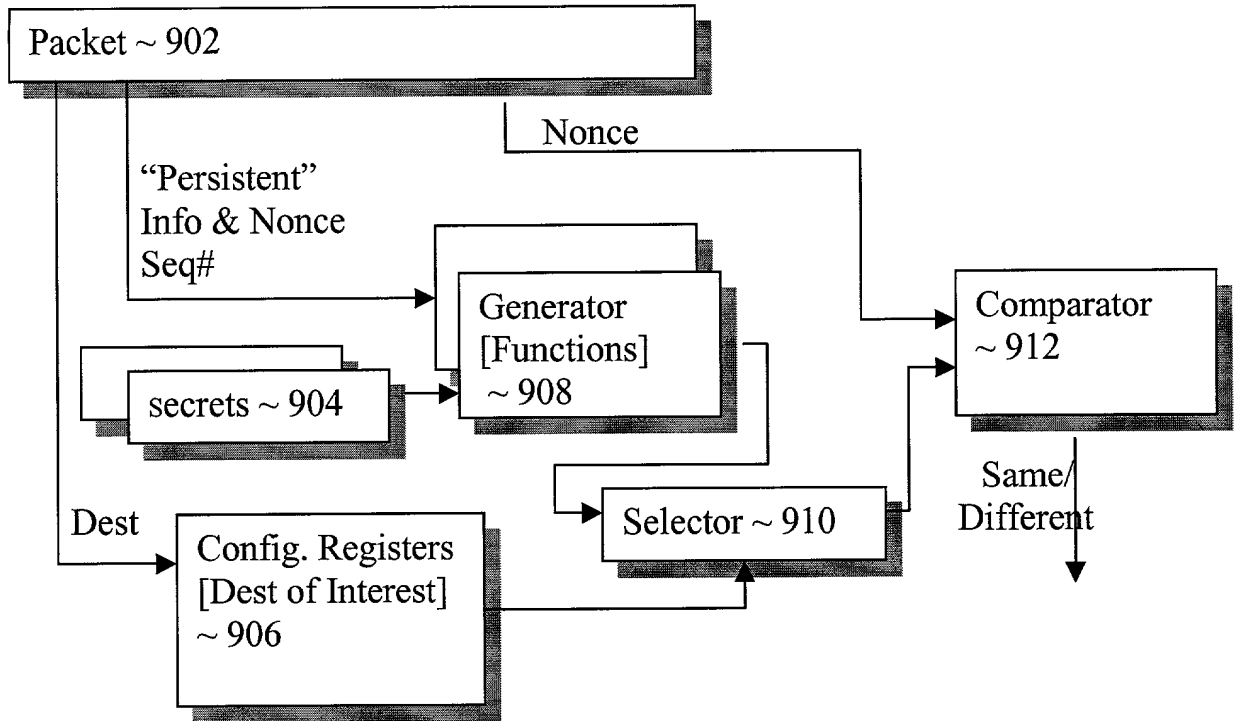 Packet ~ 902
Nonce
“Persistent”
Info & Nonce
Seq#
Generator
[Functions]
~ 908
Comparator
~ 912
secrets ~ 904
Same/
Different
Selector ~ 910
Dest
Config. Registers
[Dest of Interest]
~ 906